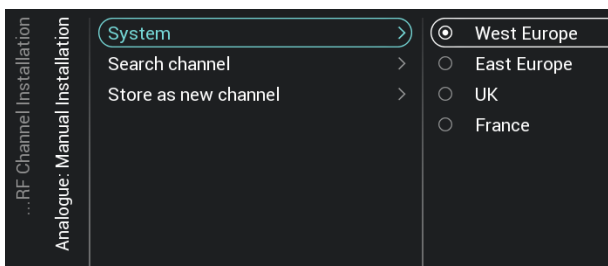 ...RF Channel Installation
Analogue: Manual Installation
System
Search channel
Store as new channel
West Europe
East Europe
UK
France